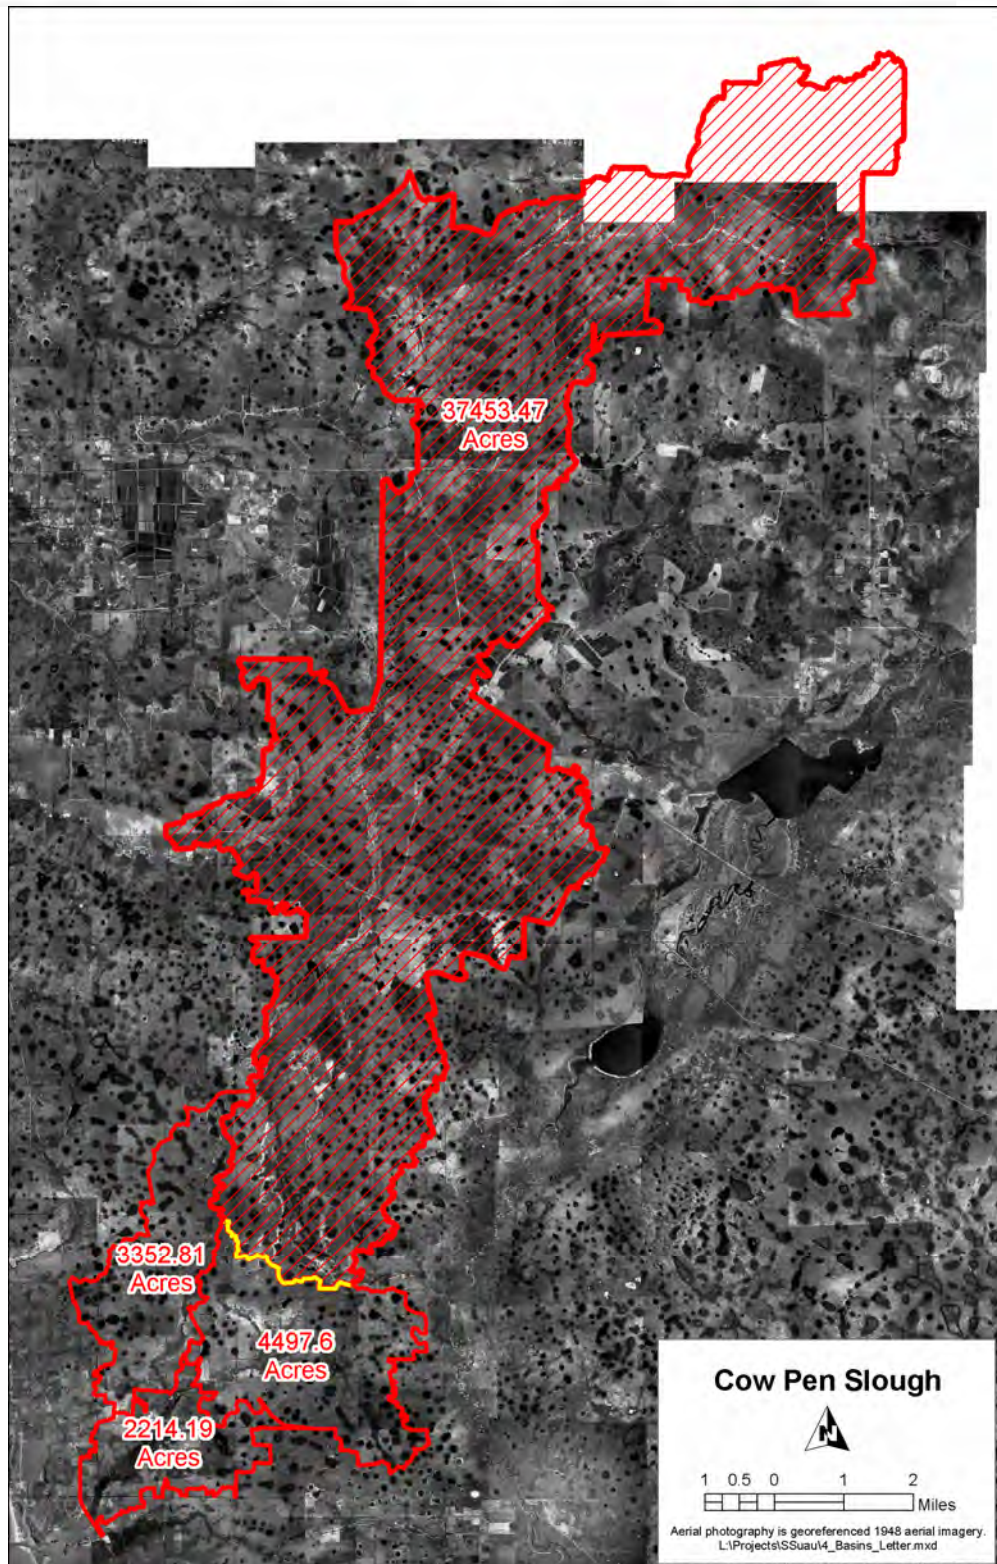 37453.47
Acres
3352.81
Acres
4497.6
Acres
2214.19
Acres
Cow Pen Slough
N
1 0.5 0 1 2
Miles
Aerial photography is georeferenced 1948 aerial imagery.
L:\Projects\SSuau\4_Basins_Letter.mxd